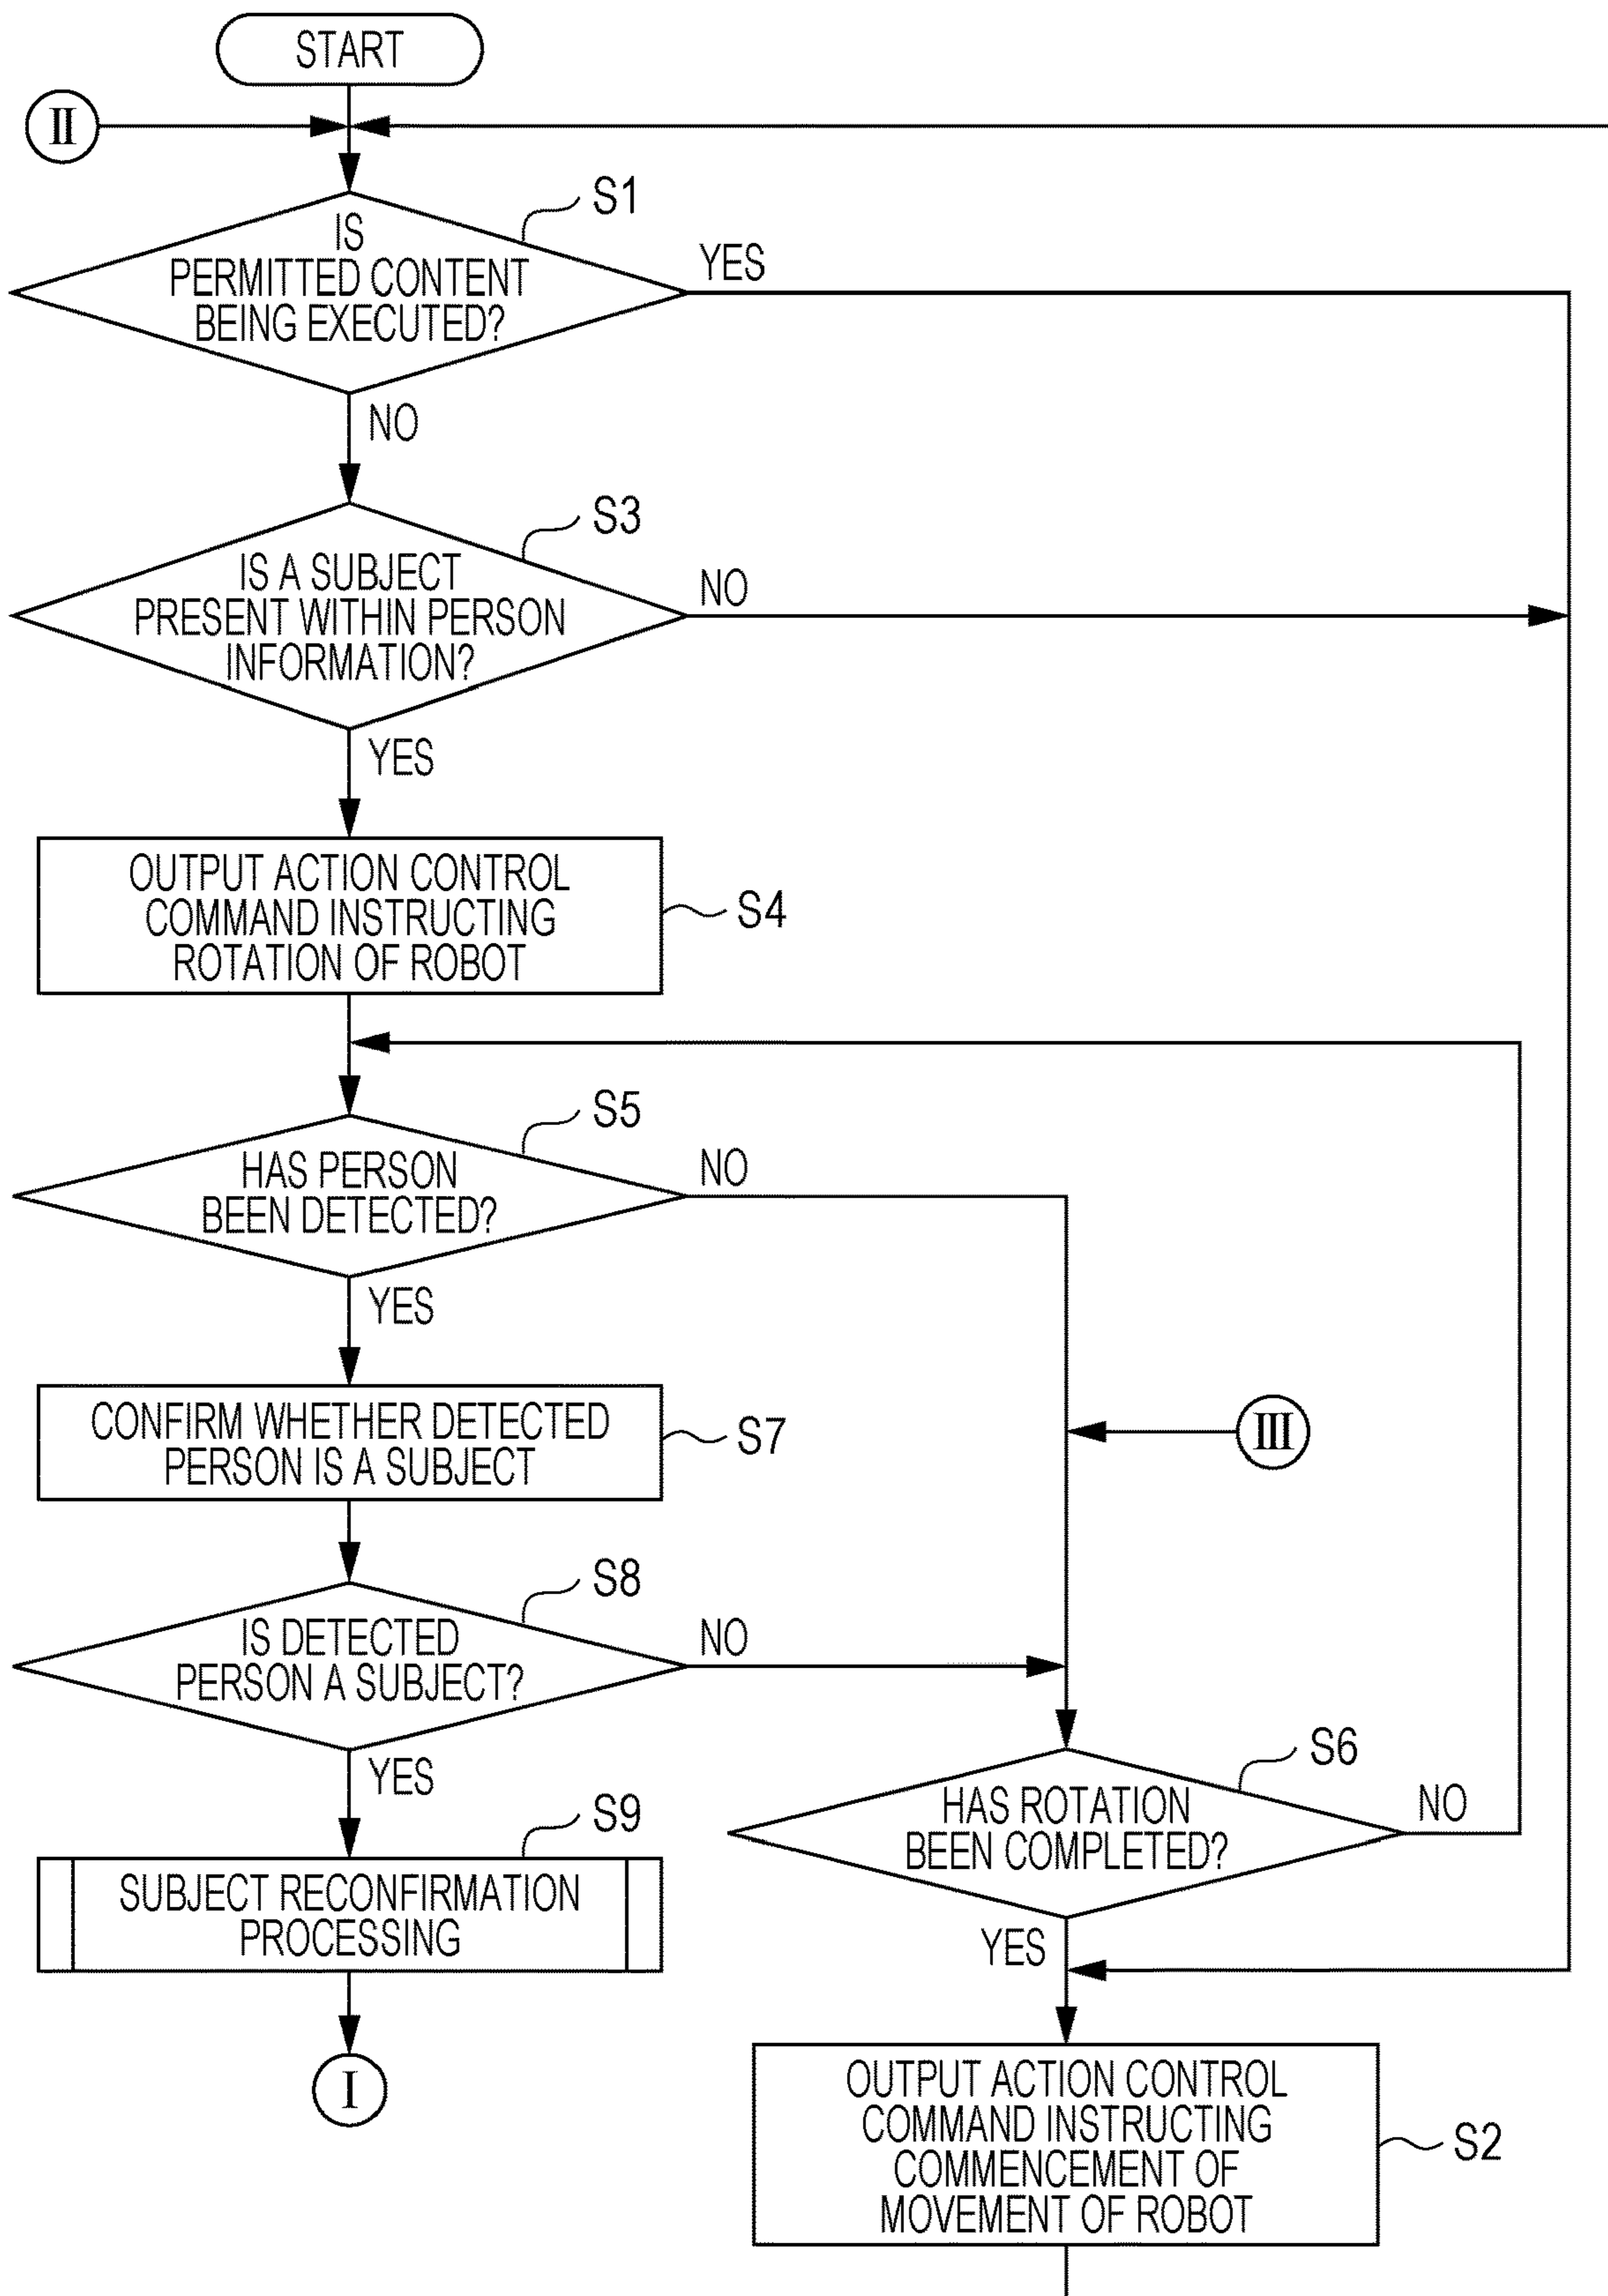 START
II
S1
IS
PERMITTED CONTENT
BEING EXECUTED?
YES
NO
S3
IS A SUBJECT
PRESENT WITHIN PERSON
INFORMATION?
NO
YES
OUTPUT ACTION CONTROL
COMMAND INSTRUCTING
ROTATION OF ROBOT
S4
S5
HAS PERSON
BEEN DETECTED?
NO
YES
CONFIRM WHETHER DETECTED
PERSON IS A SUBJECT
S7
III
S8
IS DETECTED
PERSON A SUBJECT?
NO
YES
S6
HAS ROTATION
BEEN COMPLETED?
NO
YES
S9
SUBJECT RECONFIRMATION
PROCESSING
I
OUTPUT ACTION CONTROL
COMMAND INSTRUCTING
COMMENCEMENT OF
MOVEMENT OF ROBOT
S2